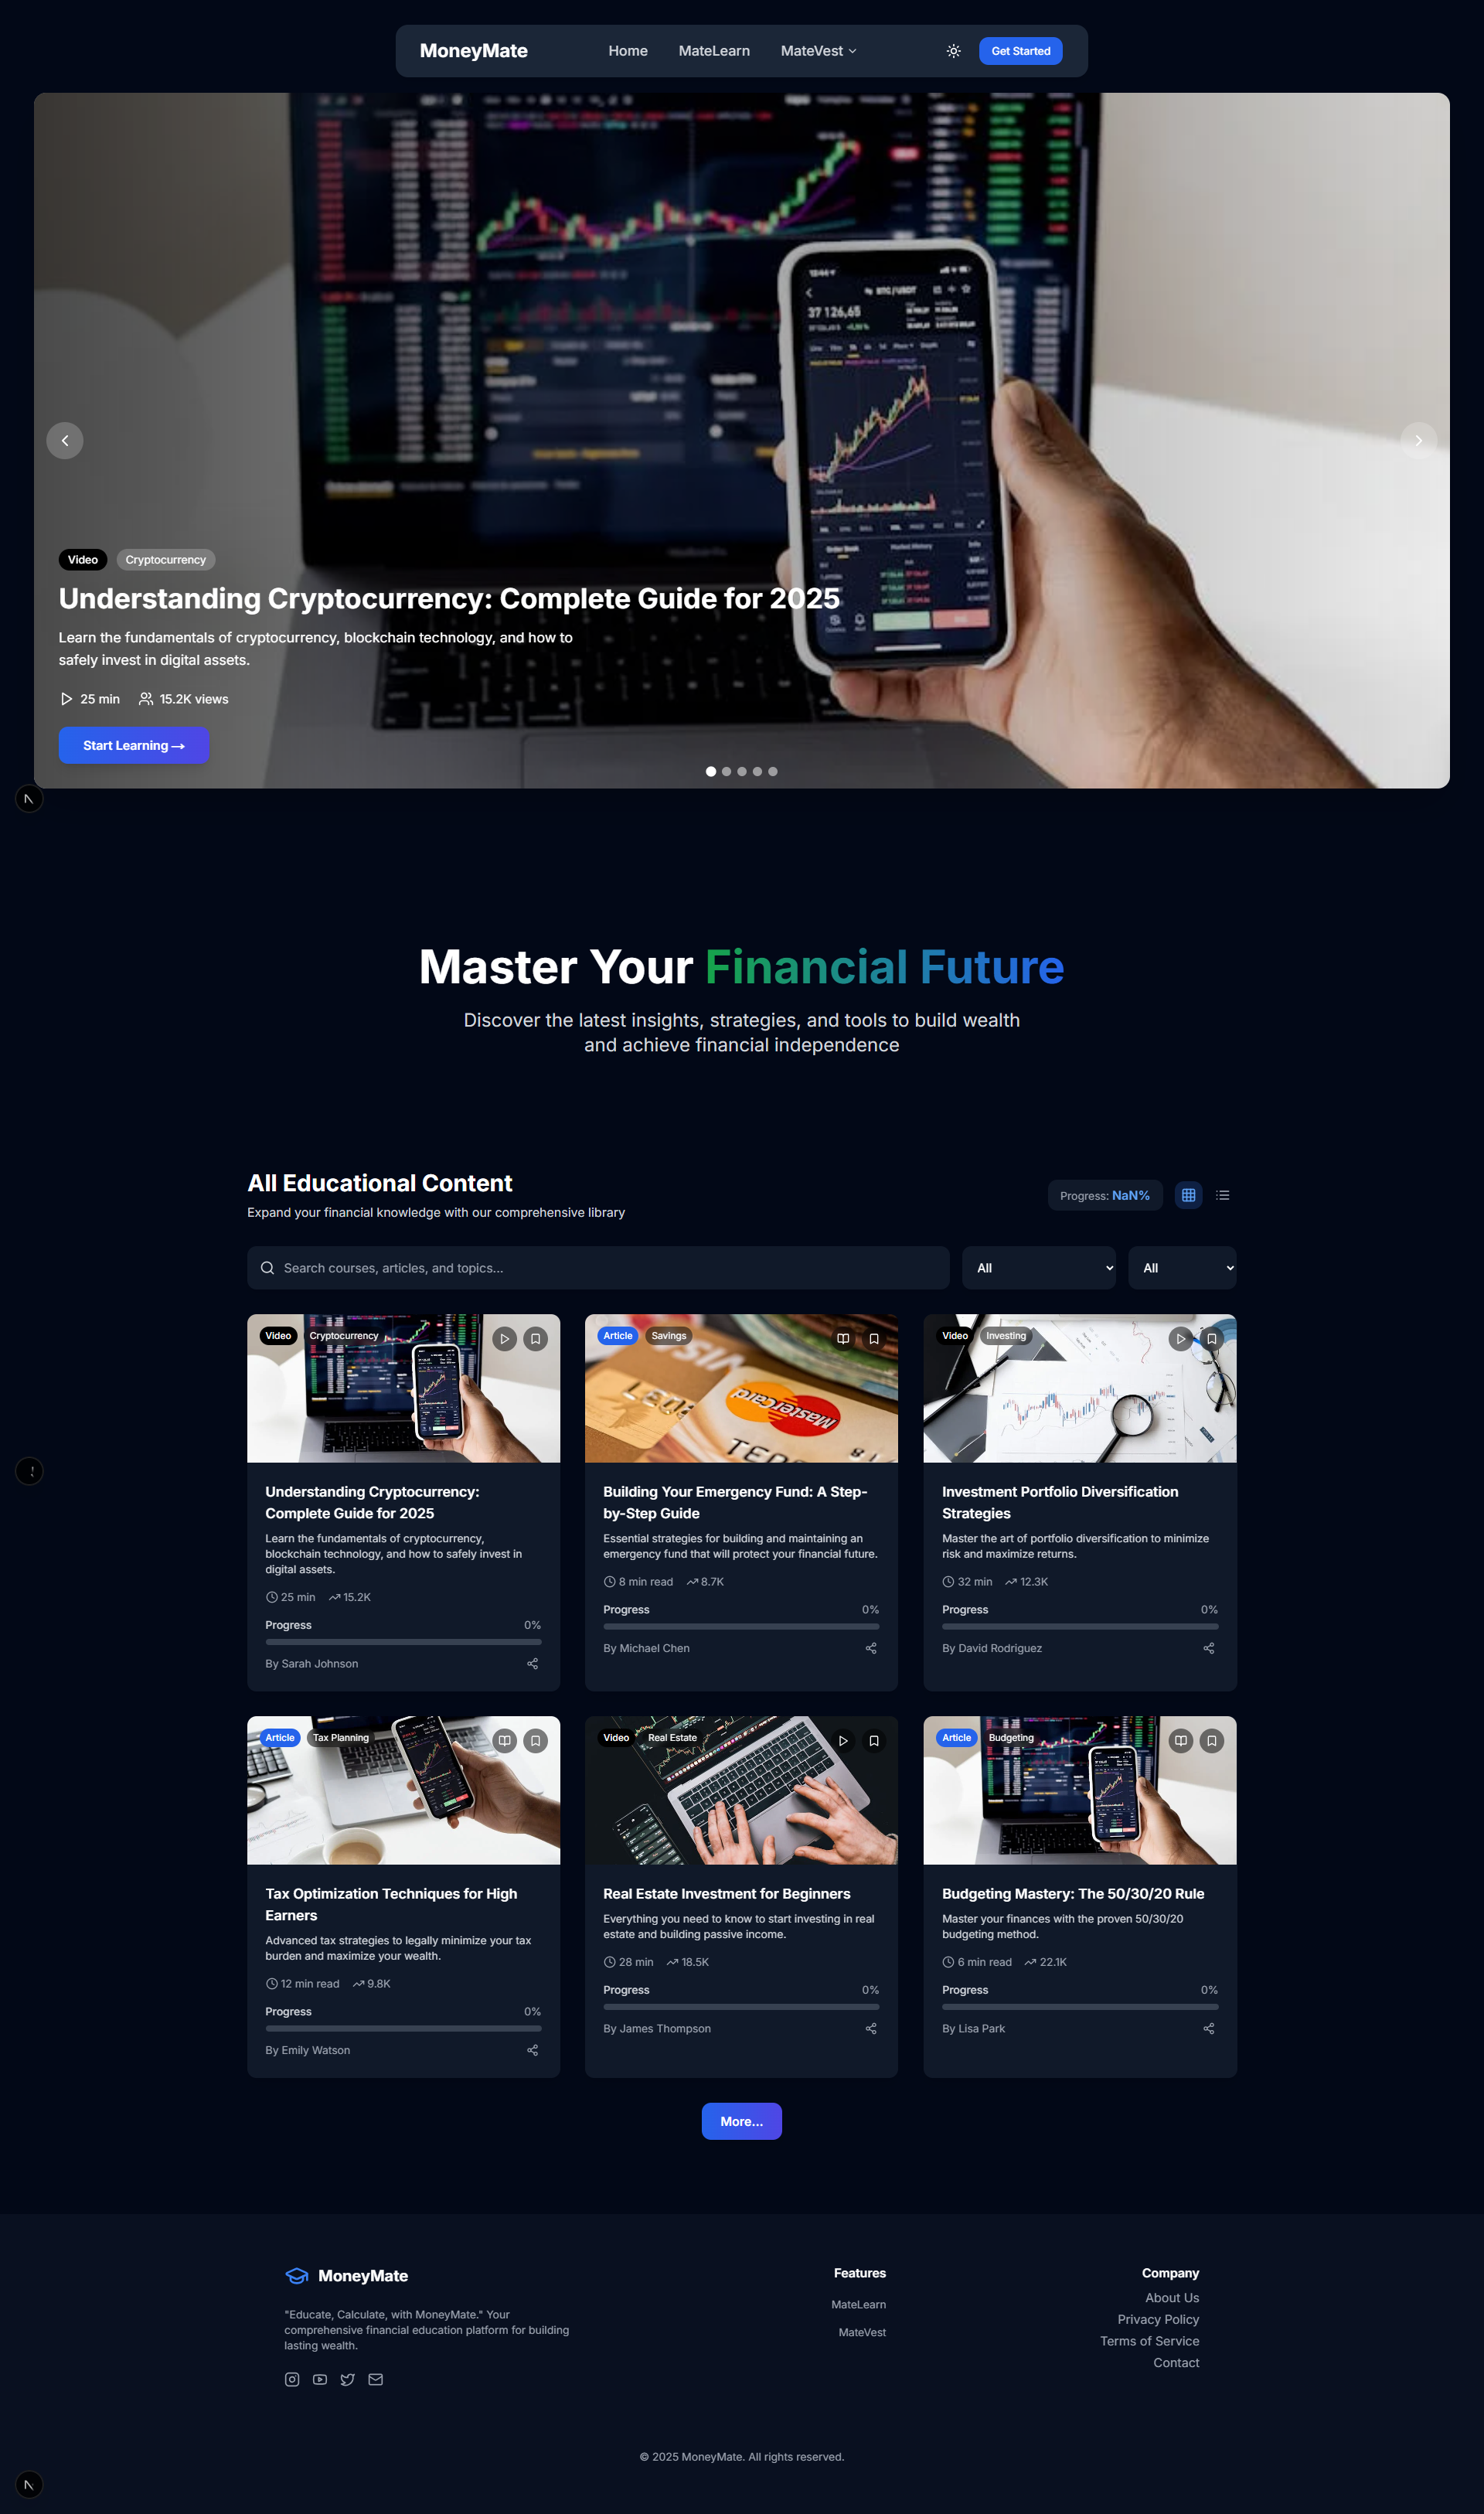 MoneyMate
Home
MateLearn
MateVest
Get Started
BTC/USDT
37 126,65
Video
Cryptocurrency
Understanding Cryptocurrency: Complete Guide for 2025
Learn the fundamentals of cryptocurrency, blockchain technology, and how to
safely invest in digital assets.
25 min
15.2K views
Start Learning →
Master Your Financial Future
Discover the latest insights, strategies, and tools to build wealth
and achieve financial independence
All Educational Content
Expand your financial knowledge with our comprehensive library
Progress: NaN%
Search courses, articles, and topics...
All
All
Video
Cryptocurrency
Understanding Cryptocurrency:
Complete Guide for 2025
Learn the fundamentals of cryptocurrency,
blockchain technology, and how to safely invest in
digital assets.
25 min
15.2K
Progress
0%
By Sarah Johnson
Article
Savings
MasterCard
Building Your Emergency Fund: A Step-
by-Step Guide
Essential strategies for building and maintaining an
emergency fund that will protect your financial future.
8 min read
8.7K
Progress
0%
By Michael Chen
Video
Investing
Investment Portfolio Diversification
Strategies
Master the art of portfolio diversification to minimize
risk and maximize returns.
32 min
12.3K
Progress
0%
By David Rodriguez
Article
Tax Planning
Tax Optimization Techniques for High
Earners
Advanced tax strategies to legally minimize your tax
burden and maximize your wealth.
12 min read
9.8K
Progress
0%
By Emily Watson
Video
Real Estate
Real Estate Investment for Beginners
Everything you need to know to start investing in real
estate and building passive income.
28 min
18.5K
Progress
0%
By James Thompson
Article
Budgeting
Budgeting Mastery: The 50/30/20 Rule
Master your finances with the proven 50/30/20
budgeting method.
6 min read
22.1K
Progress
0%
By Lisa Park
More...
MoneyMate
"Educate, Calculate, with MoneyMate." Your
comprehensive financial education platform for building
lasting wealth.
Features
MateLearn
MateVest
Company
About Us
Privacy Policy
Terms of Service
Contact
© 2025 MoneyMate. All rights reserved.